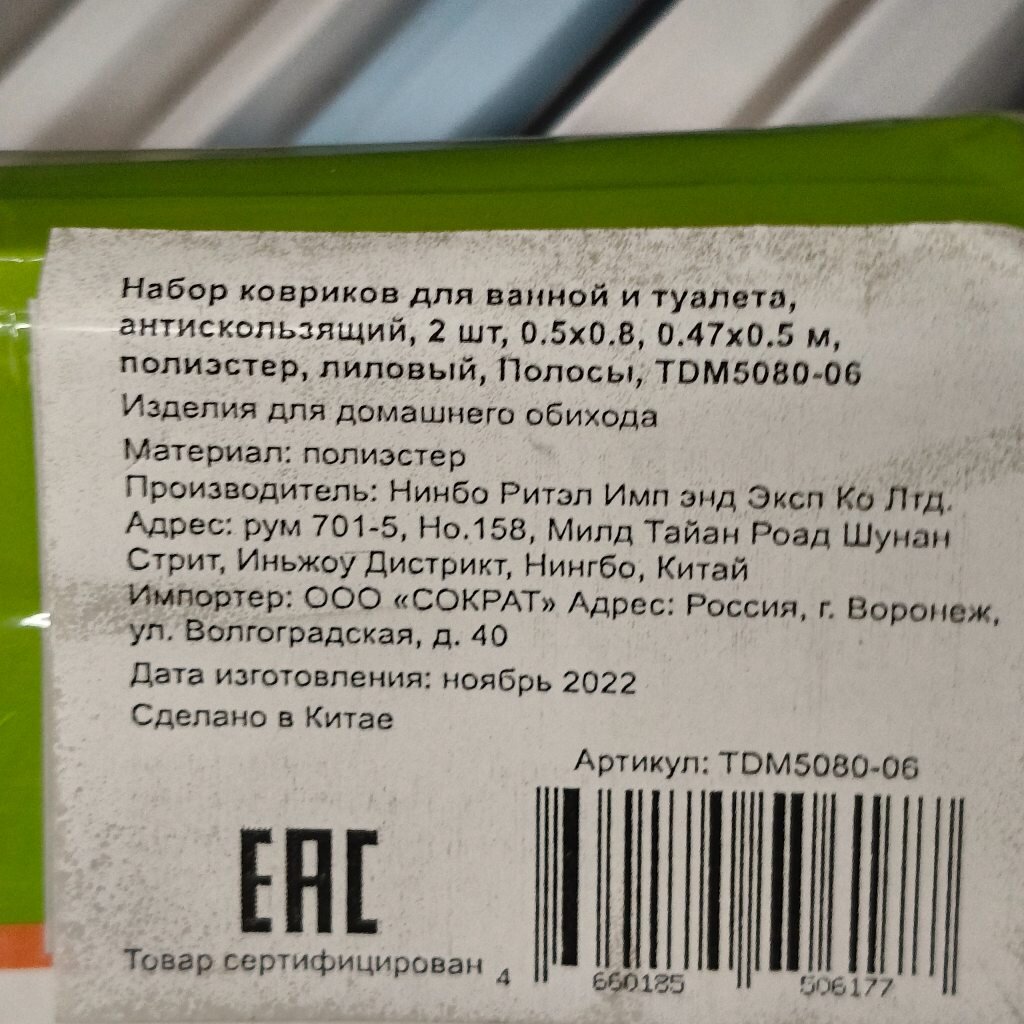 Набор ковриков для ванной и туалета,
антискользящий, 2 шт, 0.5х0.8, 0.47х0.5 м,
полиэстер, лиловый, Полосы, TDM5080-06
Изделия для домашнего обихода
Материал: полиэстер
Производитель: Нинбо Ритэл Имп энд Эксп Ко Лтд.
Адрес: рум 701-5, Но.158, Милд Тайан Роад Шунан
Стрит, Иньжоу Дистрикт, Нингбо, Китай
Импортер: ООО «СОКРАТ» Адрес: Россия, г. Воронеж,
ул. Волгоградская, д. 40
Дата изготовления: ноябрь 2022
Сделано в Китае
Артикул: TDM5080-06
EAC
Товар сертифицирован
4 660185 506177